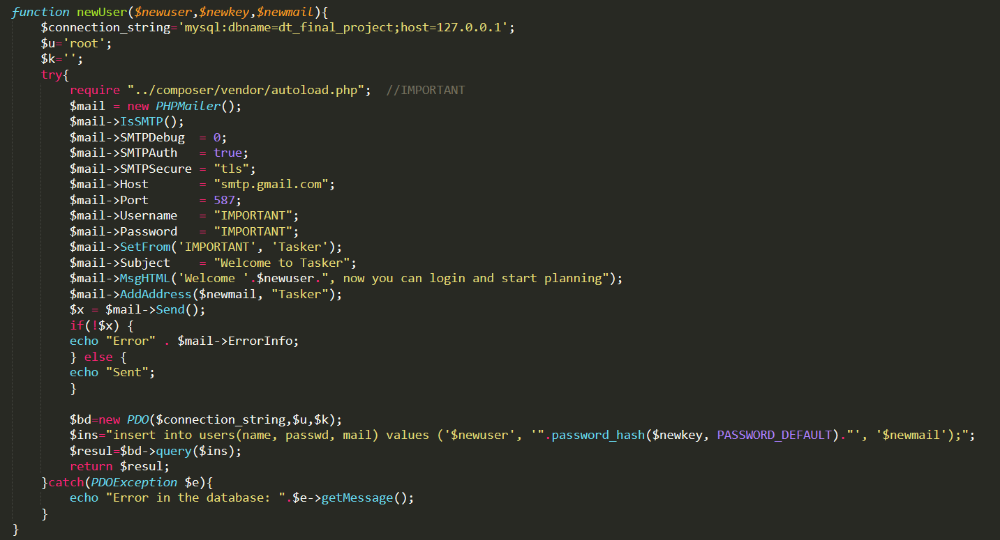 function newUser($newuser,$newkey,$newmail){
    $connection_string='mysql:dbname=dt_final_project;host=127.0.0.1';
    $u='root';
    $k='';
    try{
        require "../composer/vendor/autoload.php";  //IMPORTANT
        $mail = new PHPMailer();
        $mail->IsSMTP();
        $mail->SMTPDebug  = 0;
        $mail->SMTPAuth   = true;
        $mail->SMTPSecure = "tls";
        $mail->Host       = "smtp.gmail.com";
        $mail->Port       = 587;
        $mail->Username   = "IMPORTANT";
        $mail->Password   = "IMPORTANT";
        $mail->SetFrom('IMPORTANT', 'Tasker');
        $mail->Subject    = "Welcome to Tasker";
        $mail->MsgHTML('Welcome '.$newuser.", now you can login and start planning");
        $mail->AddAddress($newmail, "Tasker");
        $x = $mail->Send();
        if(!$x) {
        echo "Error" . $mail->ErrorInfo;
        } else {
        echo "Sent";
        }

        $bd=new PDO($connection_string,$u,$k);
        $ins="insert into users(name, passwd, mail) values ('$newuser', '".password_hash($newkey, PASSWORD_DEFAULT)."', '$newmail');";
        $resul=$bd->query($ins);
        return $resul;
    }catch(PDOException $e){
        echo "Error in the database: ".$e->getMessage();
    }
}